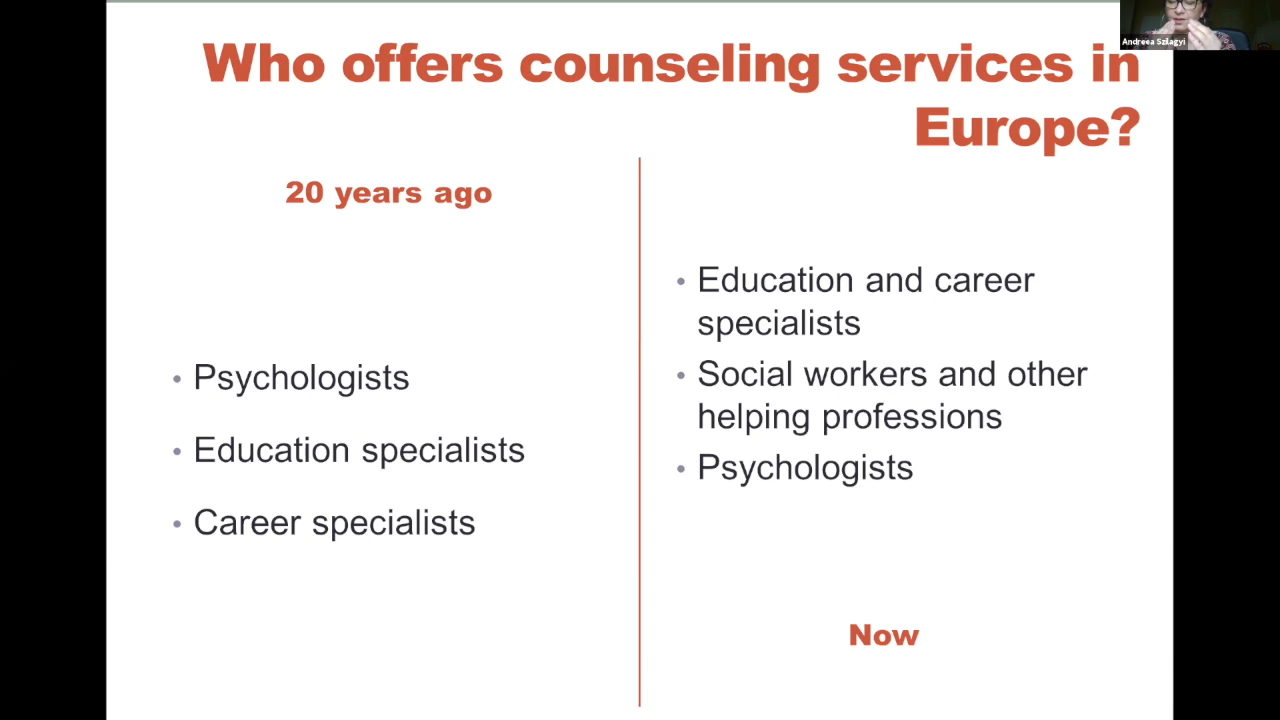 Andreea Szilagyi
Who offers counseling services in
Europe?
20 years ago
• Psychologists
• Education specialists
• Career specialists
• Education and career
specialists
• Social workers and other
helping professions
• Psychologists
Now